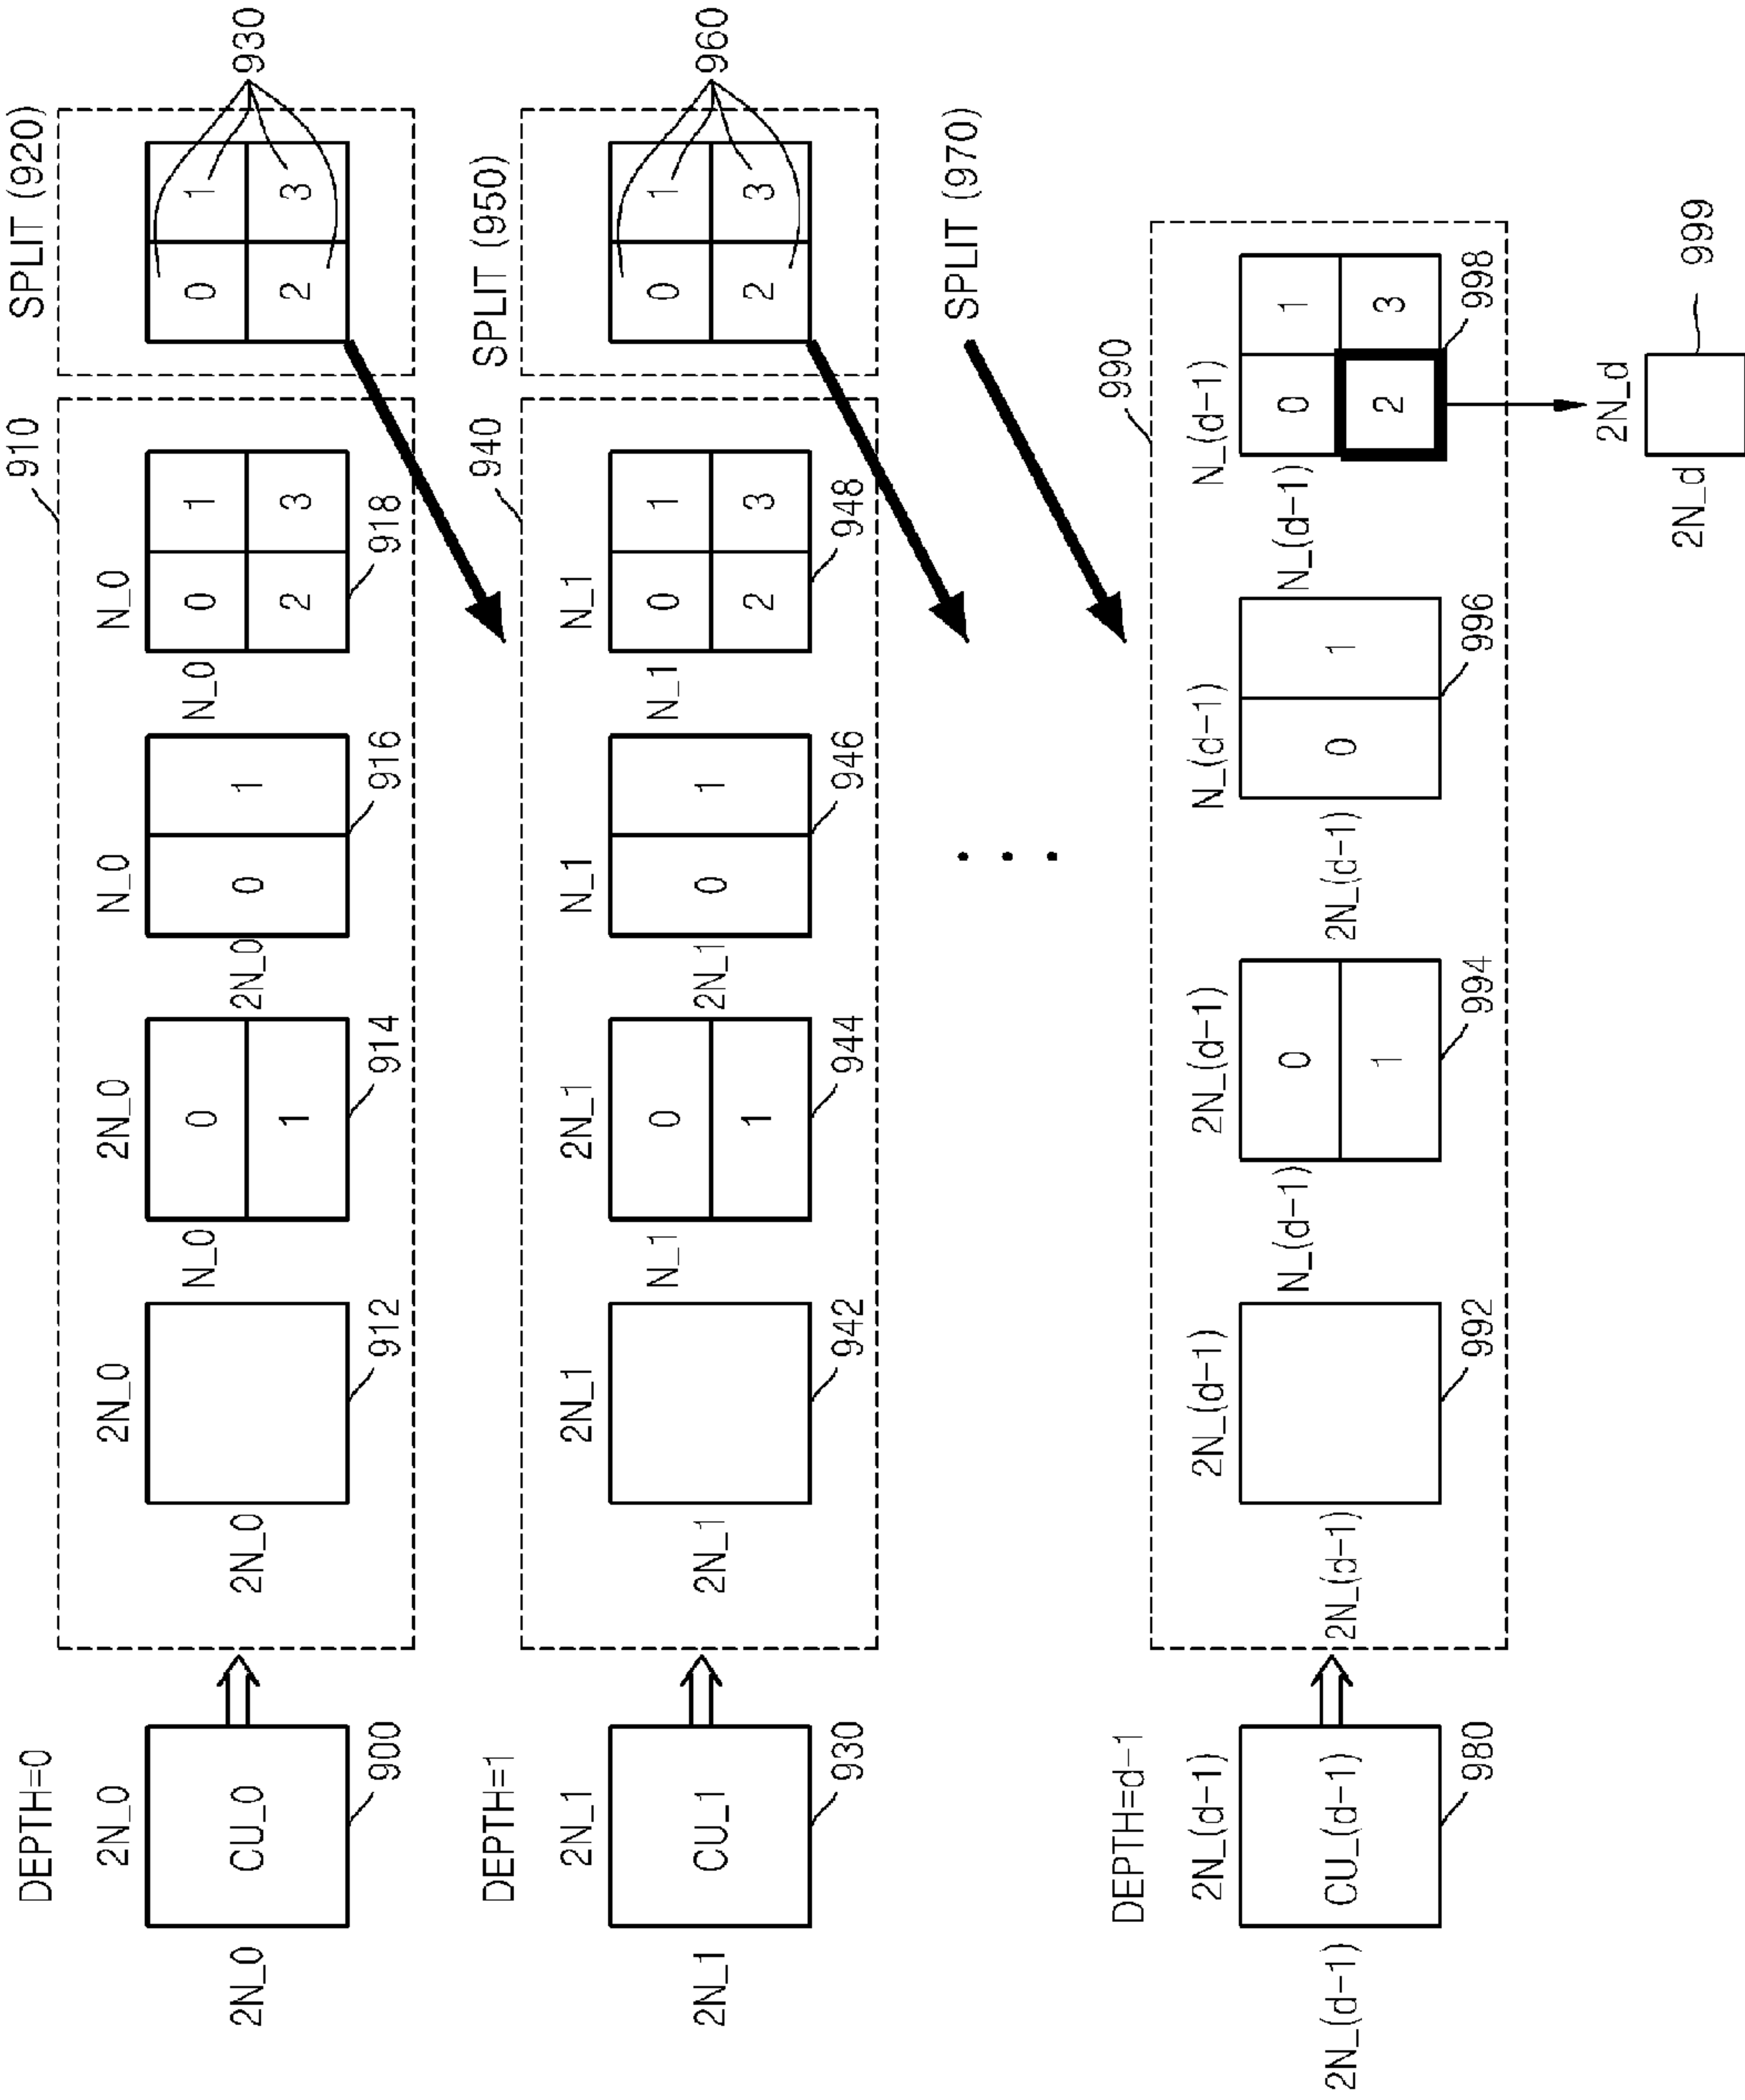 DEPTH=0
2N_0
2N_0
CU_0
900
910
2N_0
2N_0
912
2N_0
N_0
0
1
914
N_0
2N_0
0
1
916
N_0
N_0
0
1
2
3
918
SPLIT (920)
0
1
2
3
930
DEPTH=1
2N_1
2N_1
CU_1
930
940
2N_1
2N_1
942
2N_1
N_1
0
1
944
N_1
2N_1
0
1
946
N_1
N_1
0
1
2
3
948
SPLIT (950)
0
1
2
3
960
SPLIT (970)
DEPTH=d-1
2N_(d-1)
2N_(d-1)
CU_(d-1)
980
990
2N_(d-1)
2N_(d-1)
992
2N_(d-1)
N_(d-1)
0
1
994
N_(d-1)
2N_(d-1)
0
1
996
N_(d-1)
N_(d-1)
0
1
2
3
998
2N_d
2N_d
999